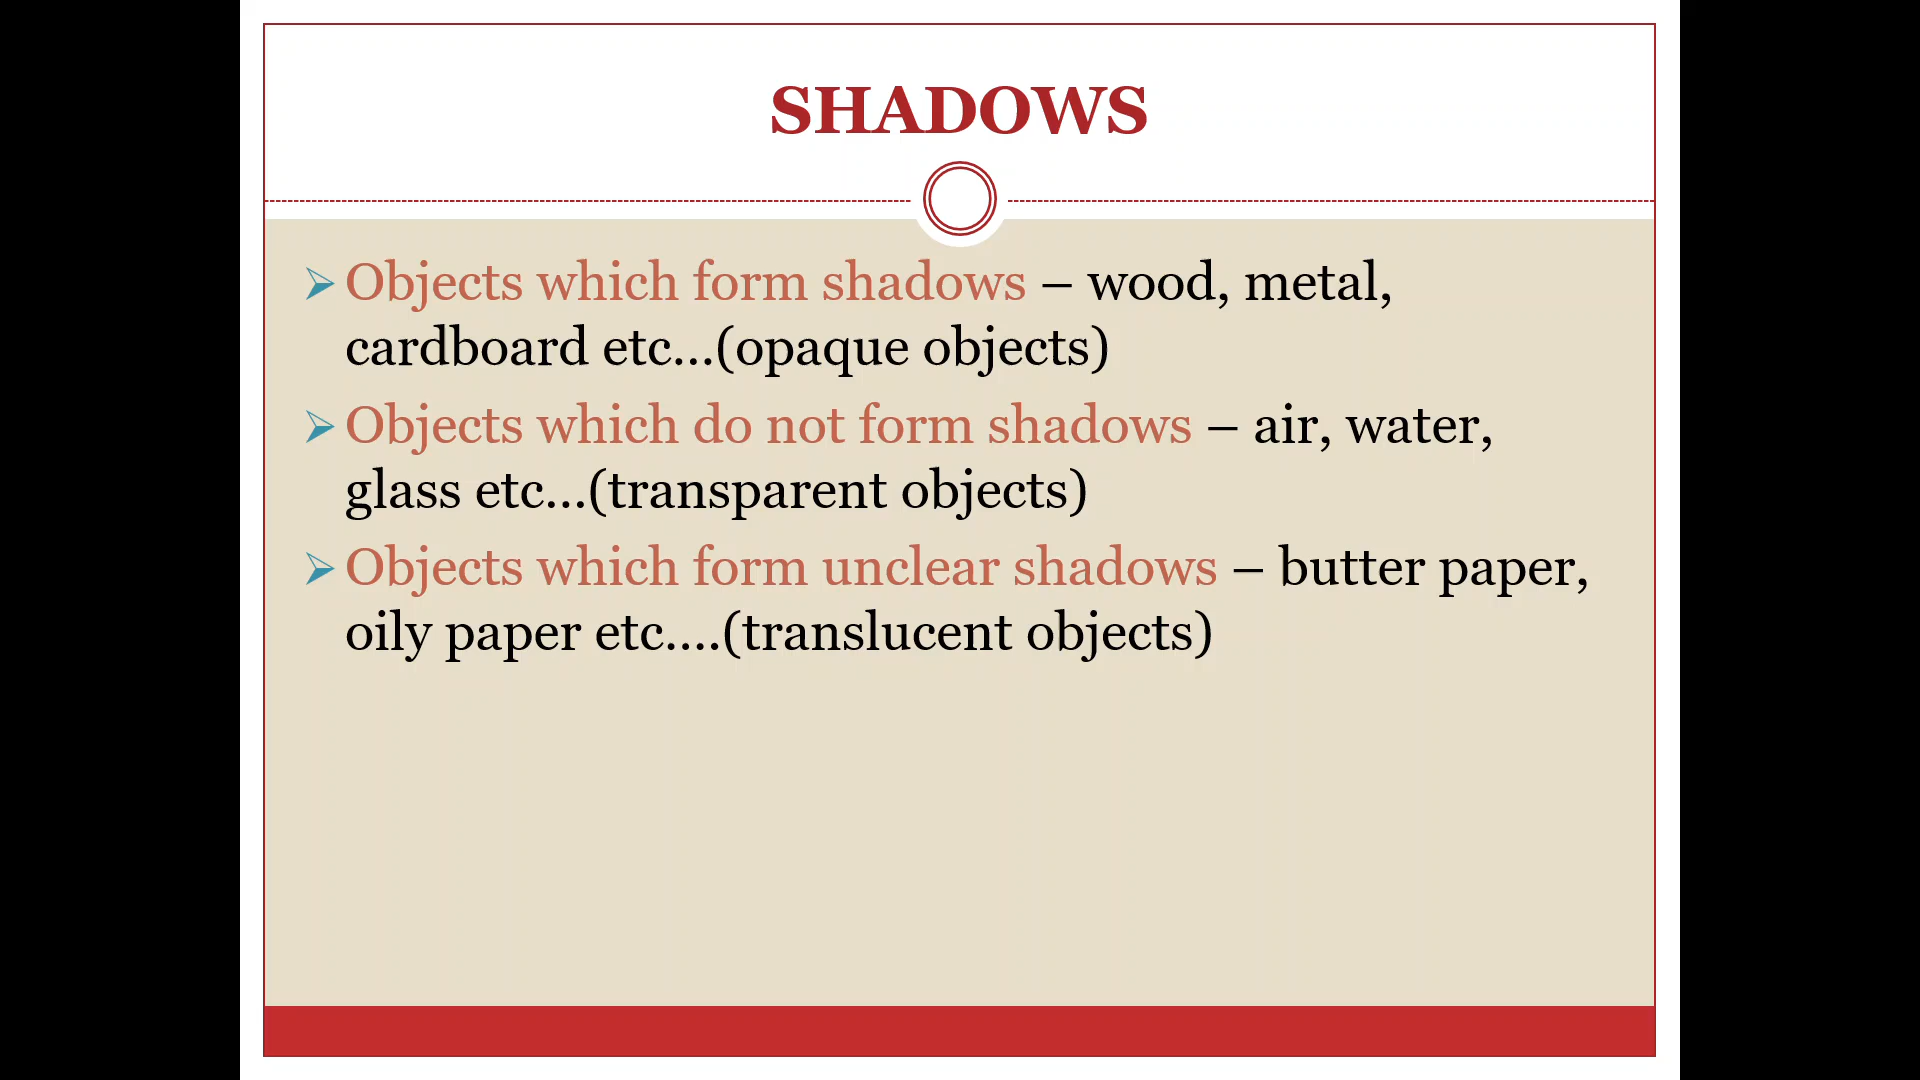 SHADOWS
Objects which form shadows – wood, metal,
cardboard etc...(opaque objects)
Objects which do not form shadows – air, water,
glass etc...(transparent objects)
Objects which form unclear shadows – butter paper,
oily paper etc....(translucent objects)